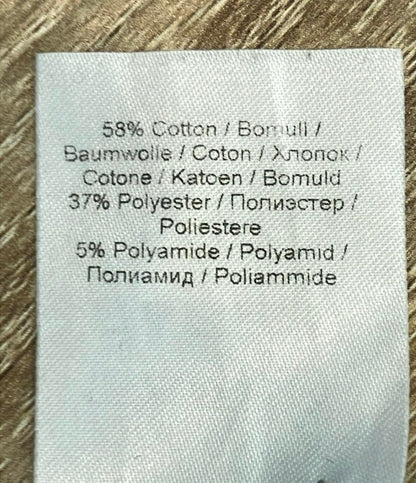 58% Cotton / Bomull /
Baumwolle / Coton / Хлопок /
Cotone / Katoen / Bomuld
37% Polyester / Полиэстер /
Poliestere
5% Polyamide / Polyamid /
Полиамид / Poliammide